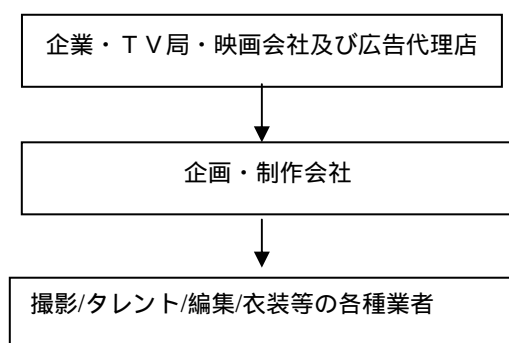 企業・ＴＶ局・映画会社及び広告代理店
企画・制作会社
撮影/タレント/編集/衣装等の各種業者